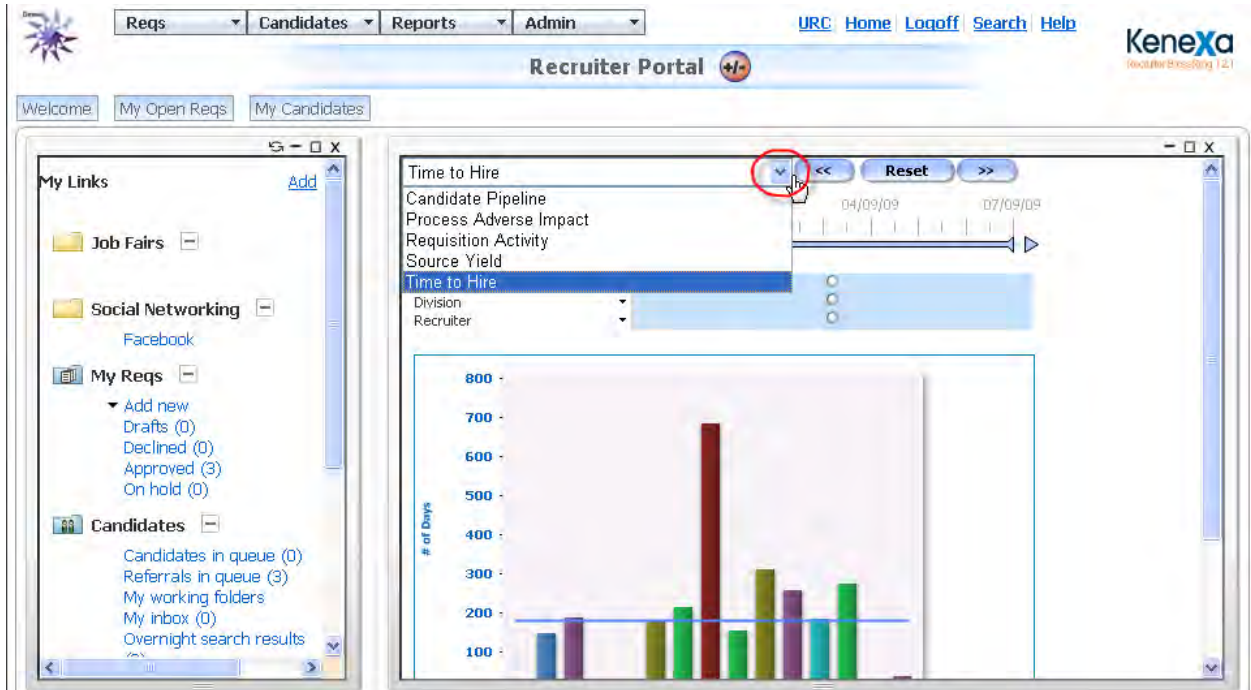 Reqs Candidates Reports Admin URC Home Logoff Search Help
Kenexa
Recruiter BrassRing 12.1
Recruiter Portal +/-
Welcome My Open Reqs My Candidates
My Links Add
Job Fairs
Social Networking
Facebook
My Reqs
Add new
Drafts (0)
Declined (0)
Approved (3)
On hold (0)
Candidates
Candidates in queue (0)
Referrals in queue (3)
My working folders
My inbox (0)
Overnight search results
Time to Hire << Reset >>
Candidate Pipeline
Process Adverse Impact
Requisition Activity
Source Yield
Time to Hire
04/09/09 07/09/09
Division
Recruiter
# of Days
800
700
600
500
400
300
200
100